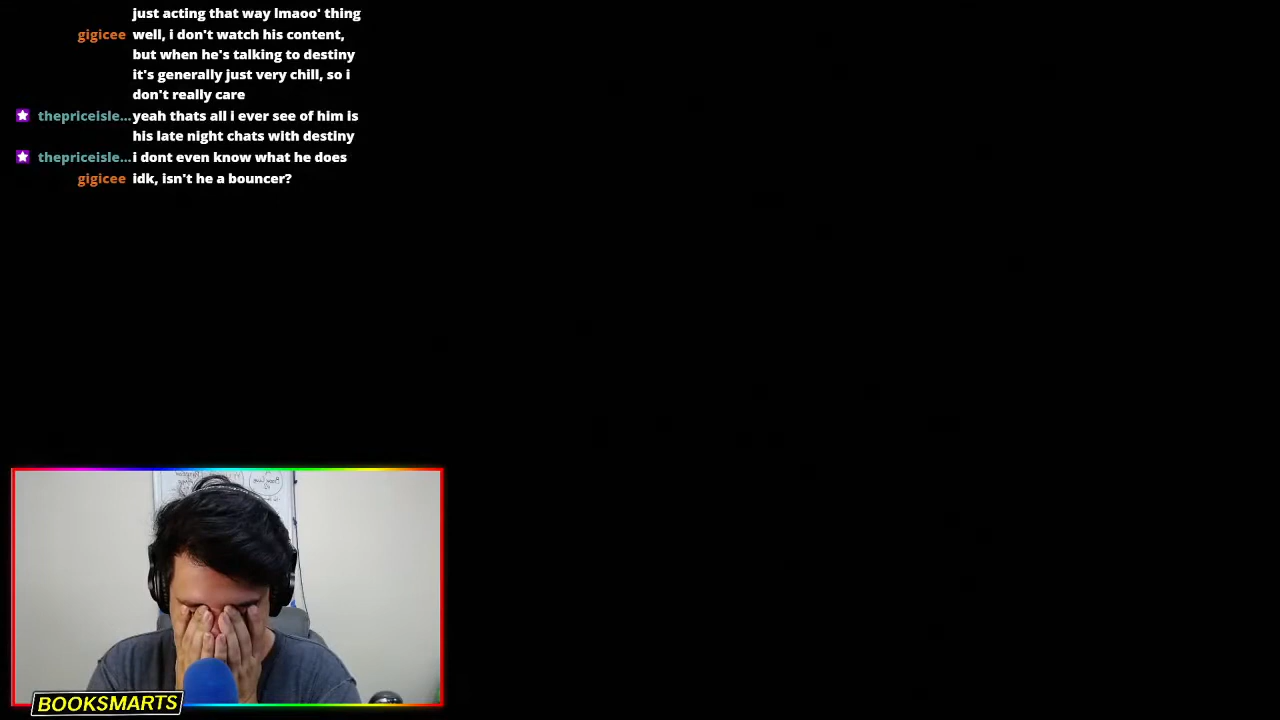 just acting that way lmaoo' thing
gigicee well, i don't watch his content,
but when he's talking to destiny
it's generally just very chill, so i
don't really care
thepriceisle... yeah thats all i ever see of him is
his late night chats with destiny
thepriceisle... i dont even know what he does
gigicee idk, isn't he a bouncer?
BOOKSMARTS